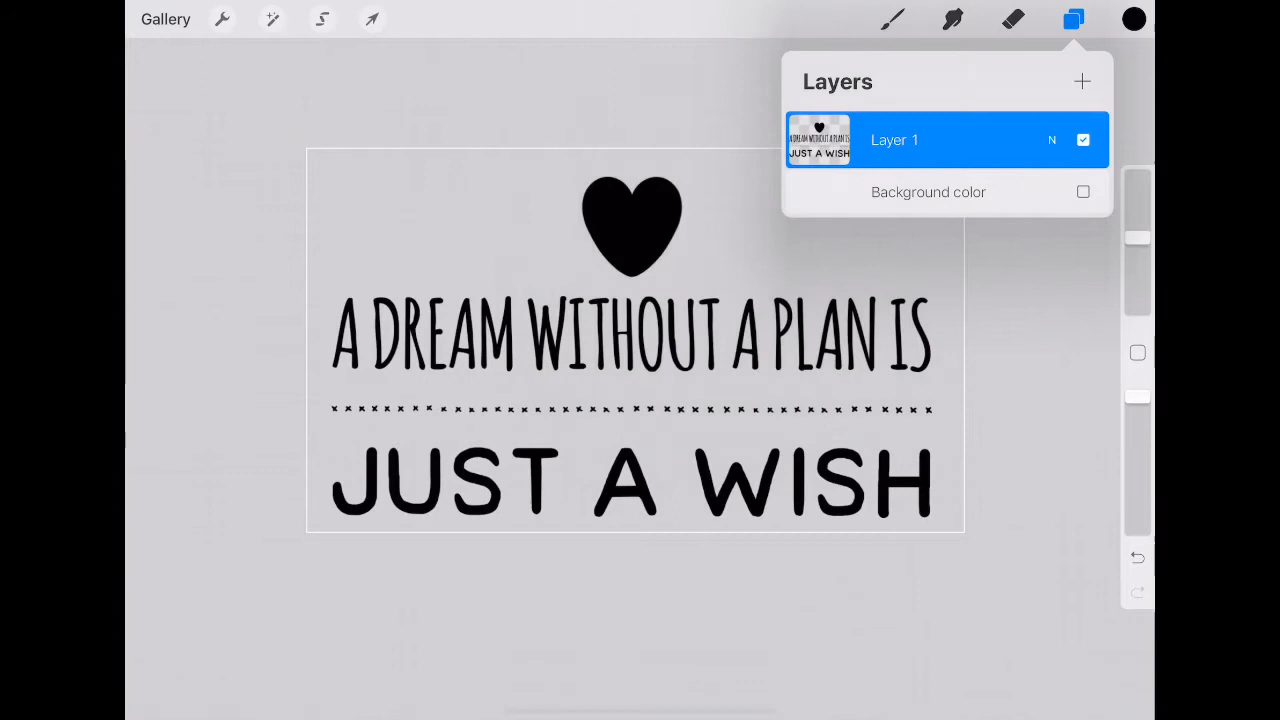 Gallery
Layers
Layer 1 N
Background color
A DREAM WITHOUT A PLAN IS
JUST A WISH